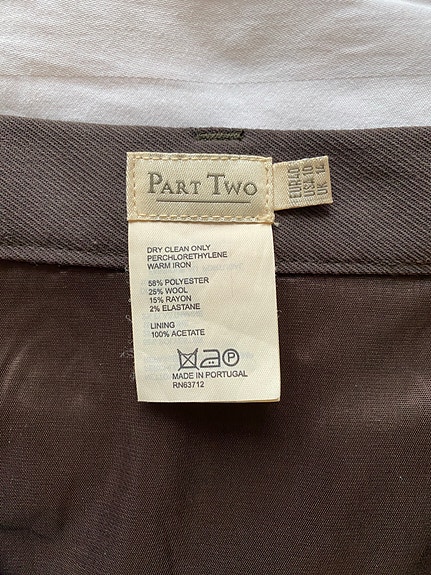 PART TWO
EUR 40
USA 10
UK 14
DRY CLEAN ONLY
PERCHLORETHYLENE
WARM IRON
58% POLYESTER
25% WOOL
15% RAYON
2% ELASTANE
LINING
100% ACETATE
P
MADE IN PORTUGAL
RN63712